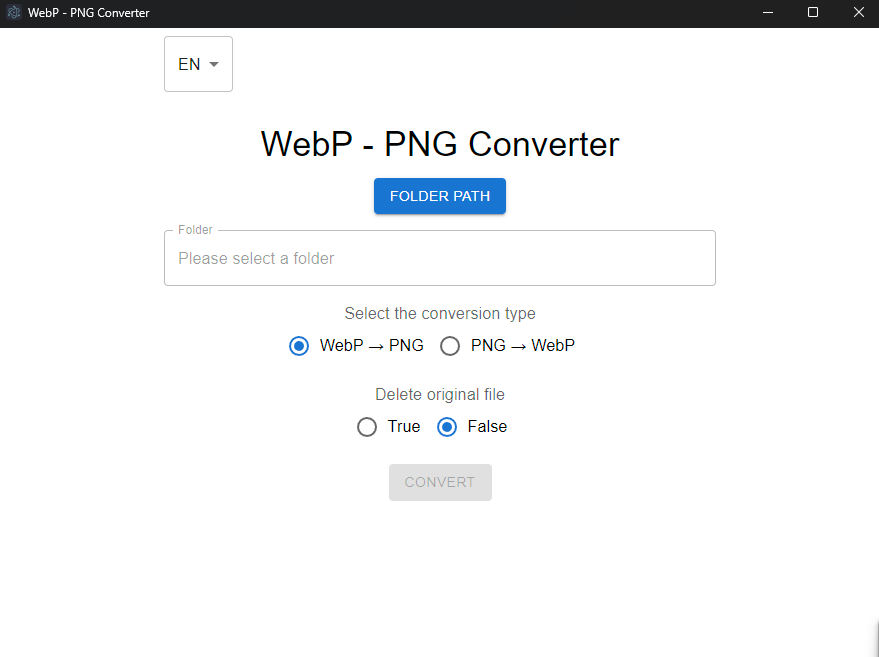 WebP - PNG Converter
EN
WebP - PNG Converter
FOLDER PATH
Folder
Please select a folder
Select the conversion type
WebP → PNG PNG → WebP
Delete original file
True False
CONVERT